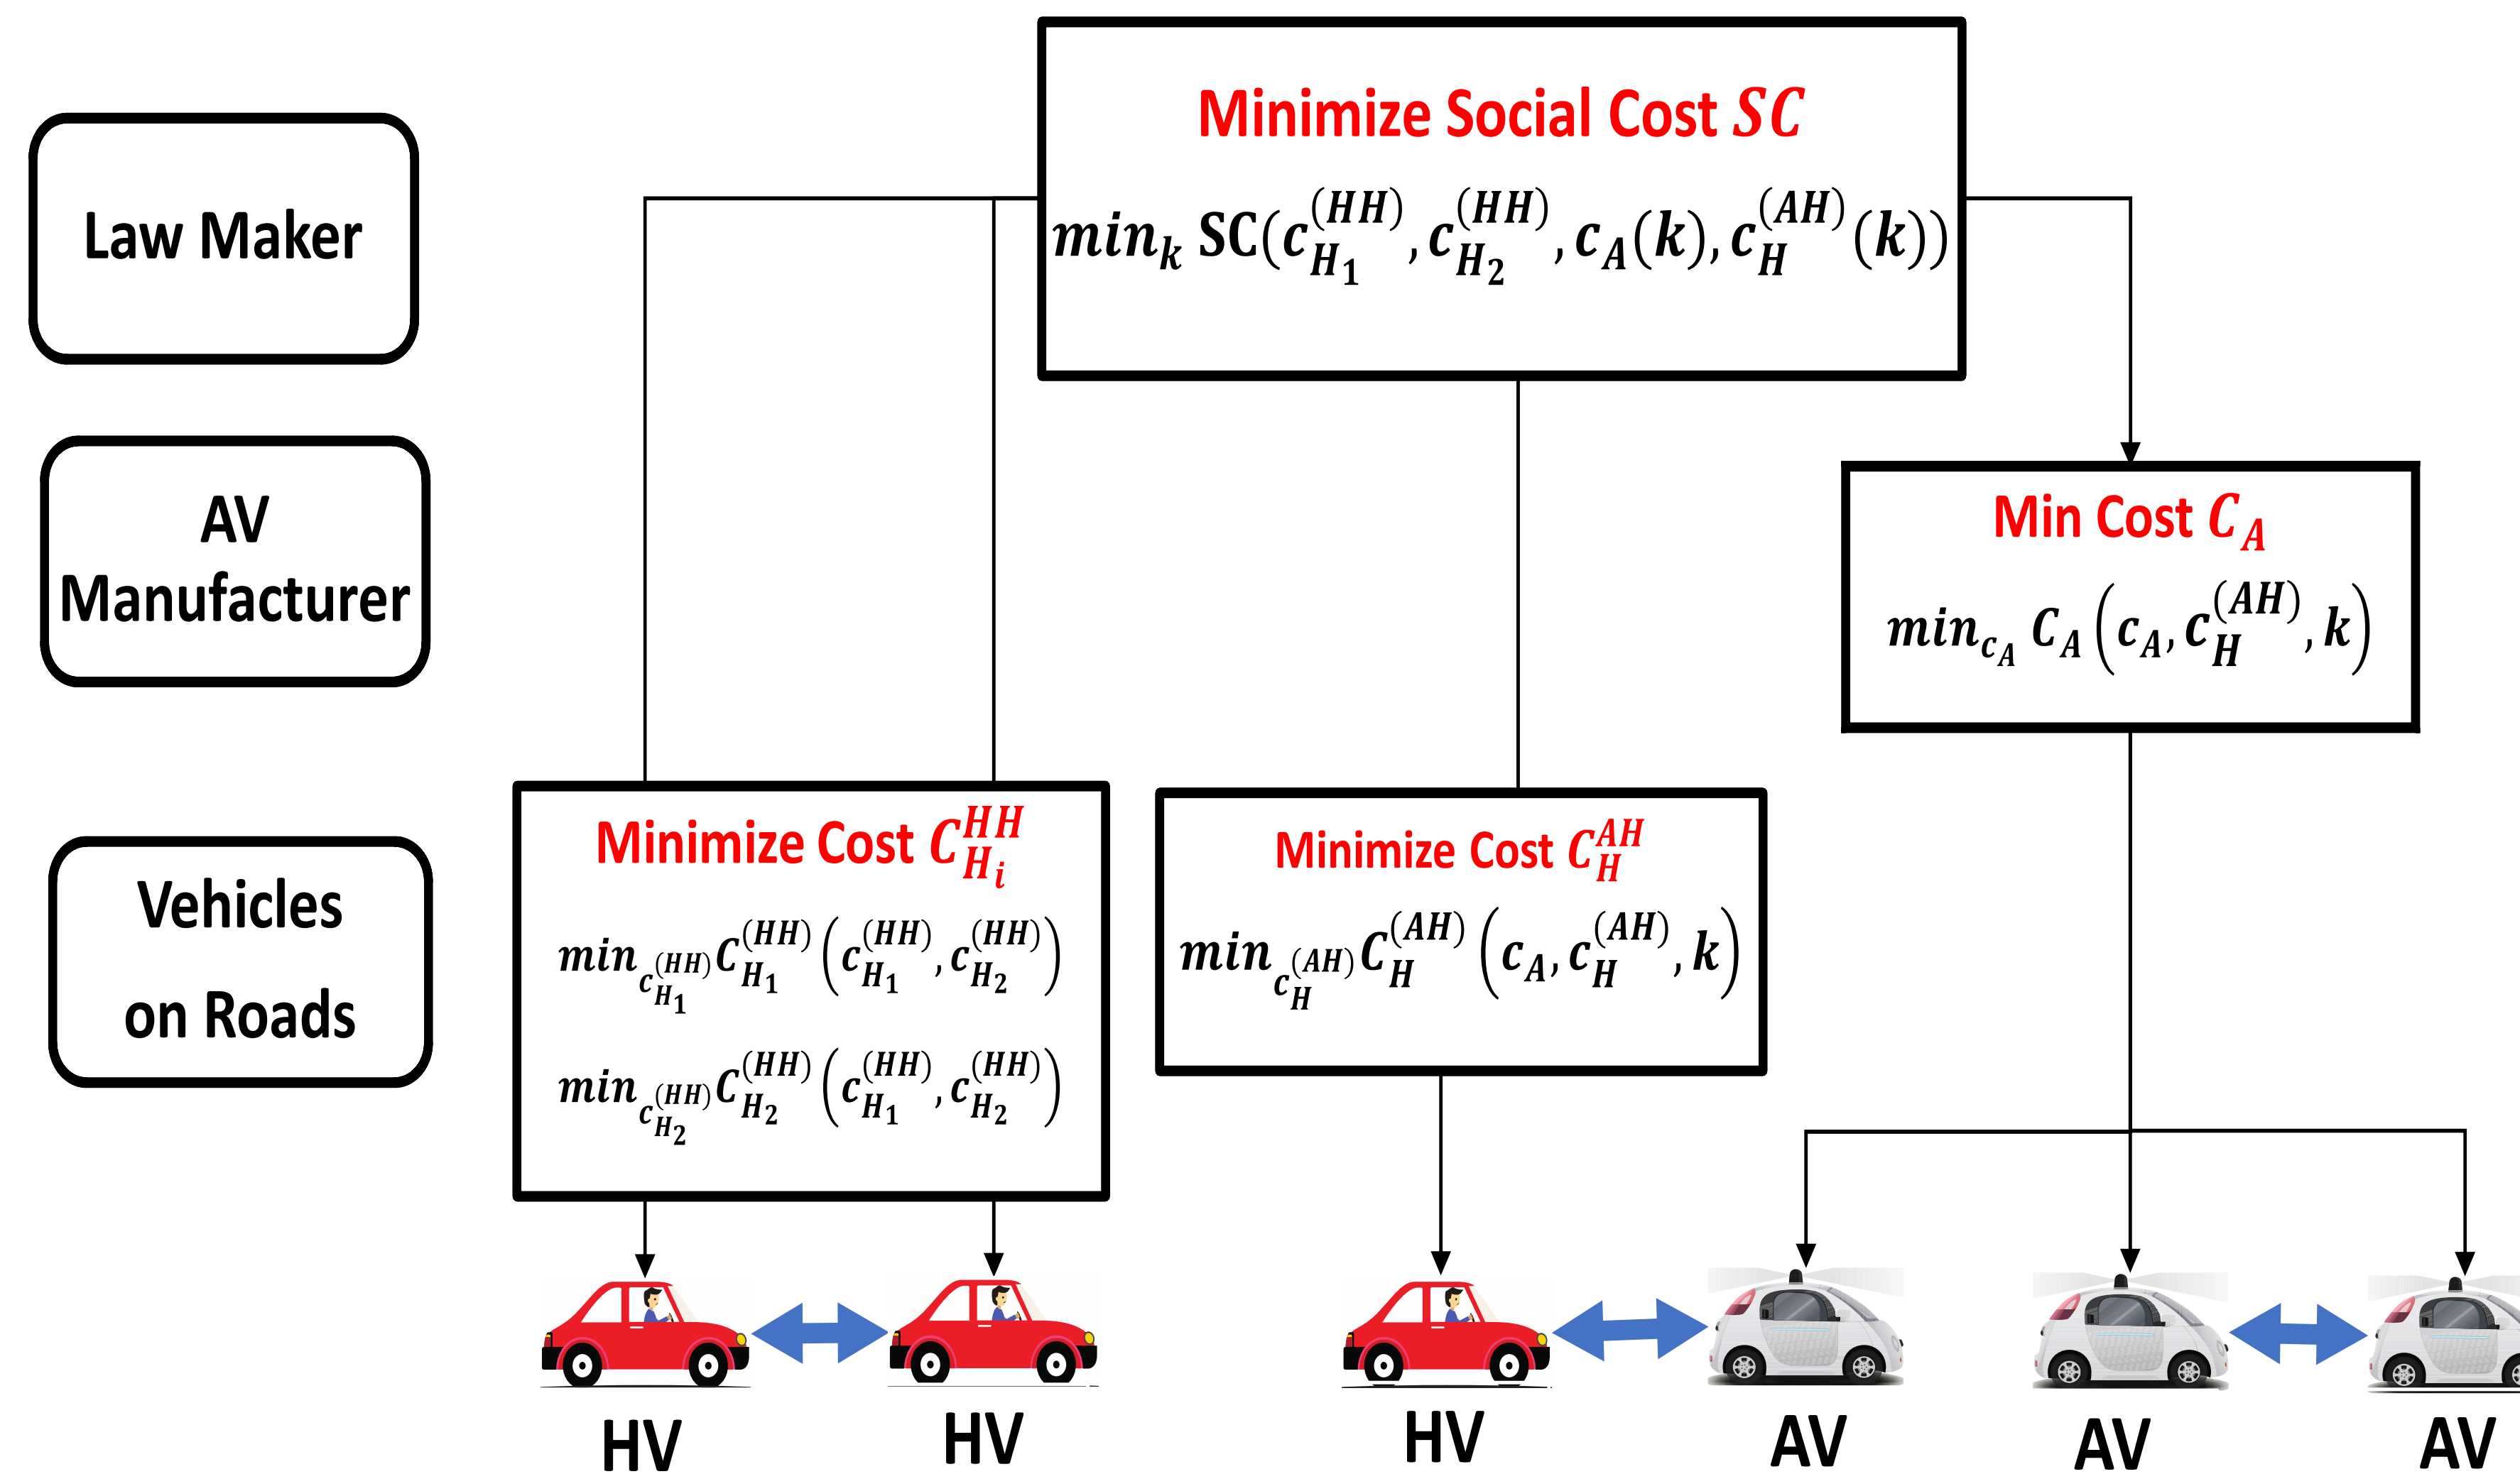 Law Maker
Minimize Social Cost SC
min_k SC(c_{H_1}^{(HH)}, c_{H_2}^{(HH)}, c_A(k), c_H^{(AH)}(k))
AV
Manufacturer
Min Cost C_A
min_{c_A} C_A(c_A, c_H^{(AH)}, k)
Vehicles
on Roads
Minimize Cost C_{H_i}^{HH}
min_{c_{H_1}^{(HH)}} C_{H_1}^{(HH)}(c_{H_1}^{(HH)}, c_{H_2}^{(HH)})
min_{c_{H_2}^{(HH)}} C_{H_2}^{(HH)}(c_{H_1}^{(HH)}, c_{H_2}^{(HH)})
Minimize Cost C_H^{AH}
min_{c_H^{(AH)}} C_H^{(AH)}(c_A, c_H^{(AH)}, k)
HV
HV
HV
AV
AV
AV